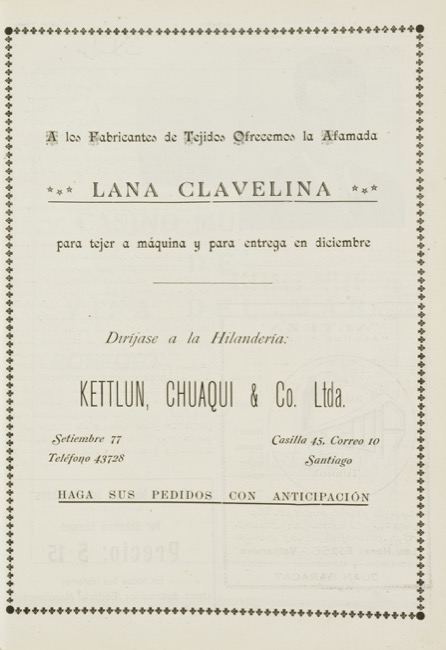 A los Fabricantes de Tejidos Ofrecemos la Afamada
LANA CLAVELINA
para tejer a máquina y para entrega en diciembre
Diríjase a la Hilandería:
KETTLUN, CHUAQUI & Co. Ltda.
Setiembre 77
Teléfono 43728
Casilla 45, Correo 10
Santiago
HAGA SUS PEDIDOS CON ANTICIPACIÓN